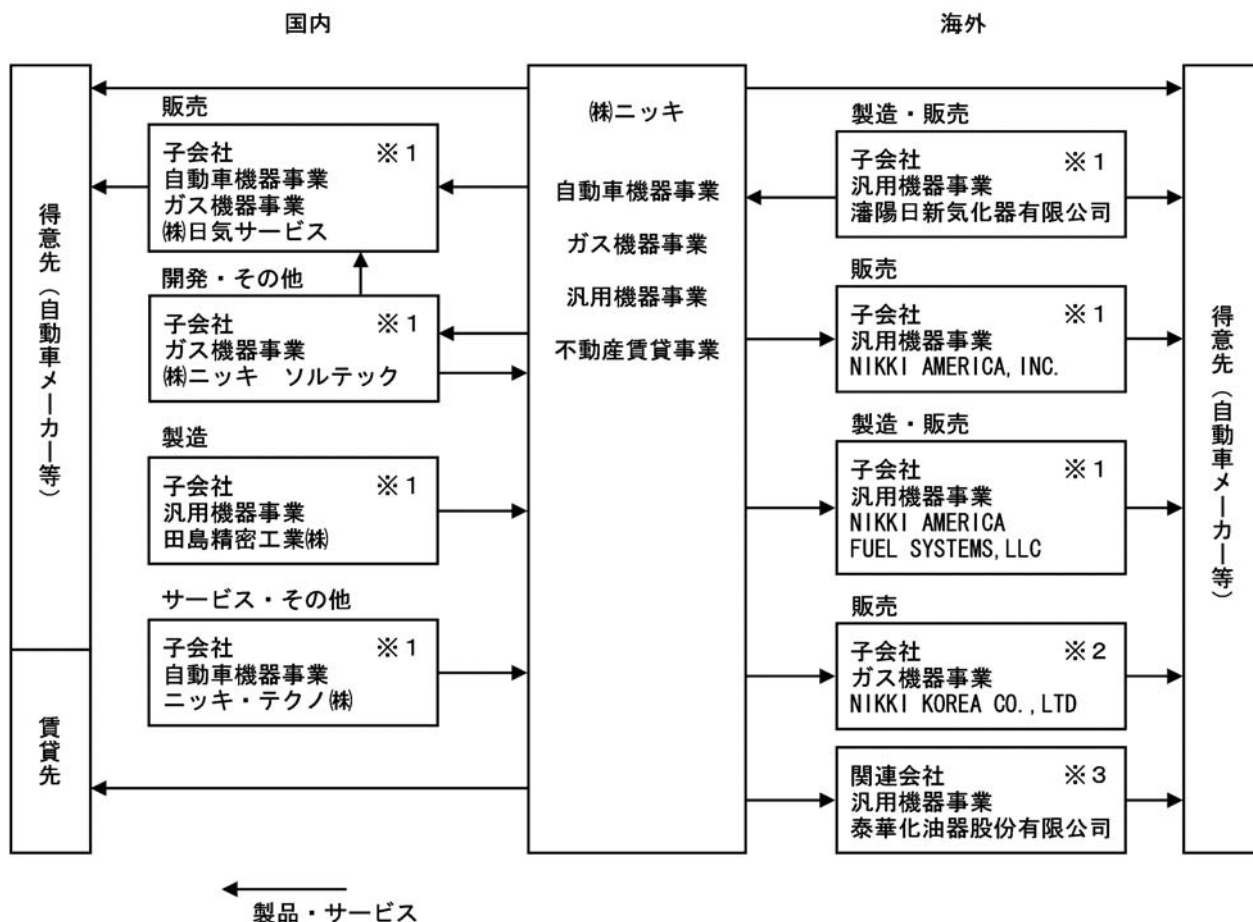 国内
海外
得意先（自動車メーカー等）
賃貸先
販売
子会社 ※１
自動車機器事業
ガス機器事業
㈱日気サービス
開発・その他
子会社 ※１
ガス機器事業
㈱ニッキ　ソルテック
製造
子会社 ※１
汎用機器事業
田島精密工業㈱
サービス・その他
子会社 ※１
自動車機器事業
ニッキ・テクノ㈱
㈱ニッキ
自動車機器事業
ガス機器事業
汎用機器事業
不動産賃貸事業
製造・販売
子会社 ※１
汎用機器事業
瀋陽日新気化器有限公司
販売
子会社 ※１
汎用機器事業
NIKKI AMERICA,INC.
製造・販売
子会社 ※１
汎用機器事業
NIKKI AMERICA
FUEL SYSTEMS,LLC
販売
子会社 ※２
ガス機器事業
NIKKI KOREA CO.,LTD
関連会社 ※３
汎用機器事業
泰華化油器股份有限公司
得意先（自動車メーカー等）
製品・サービス